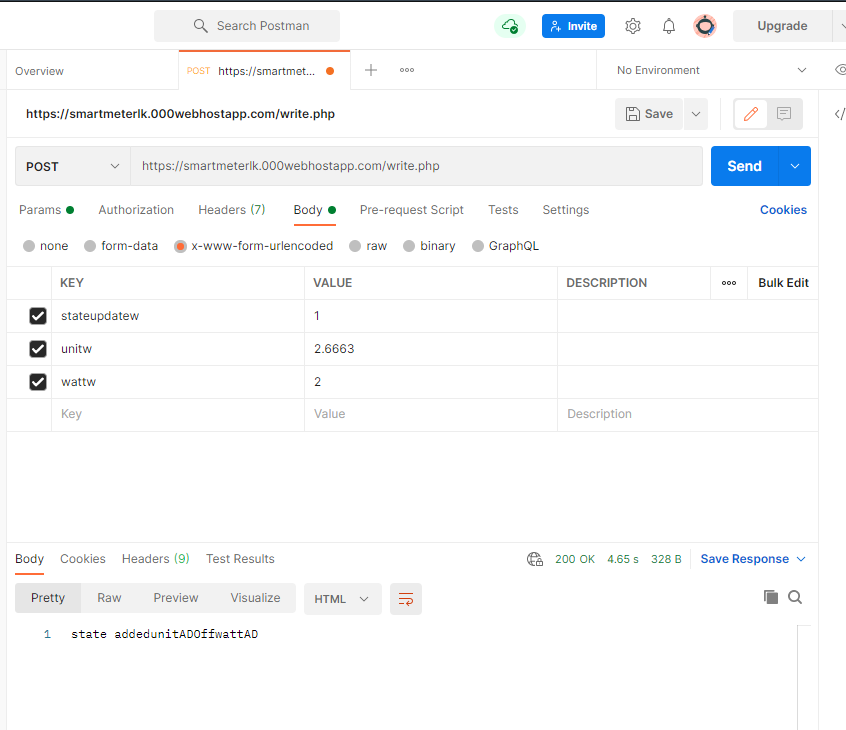 Search Postman
Invite
Upgrade
Overview
POST https://smartmet...
No Environment
https://smartmeterlk.000webhostapp.com/write.php
Save
POST
https://smartmeterlk.000webhostapp.com/write.php
Send
Params Authorization Headers (7) Body Pre-request Script Tests Settings Cookies
none form-data x-www-form-urlencoded raw binary GraphQL
KEY VALUE DESCRIPTION Bulk Edit
stateupdatew 1
unitw 2.6663
wattw 2
Key Value Description
Body Cookies Headers (9) Test Results 200 OK 4.65 s 328 B Save Response
Pretty Raw Preview Visualize HTML
1 state addedunitADOffwattAD